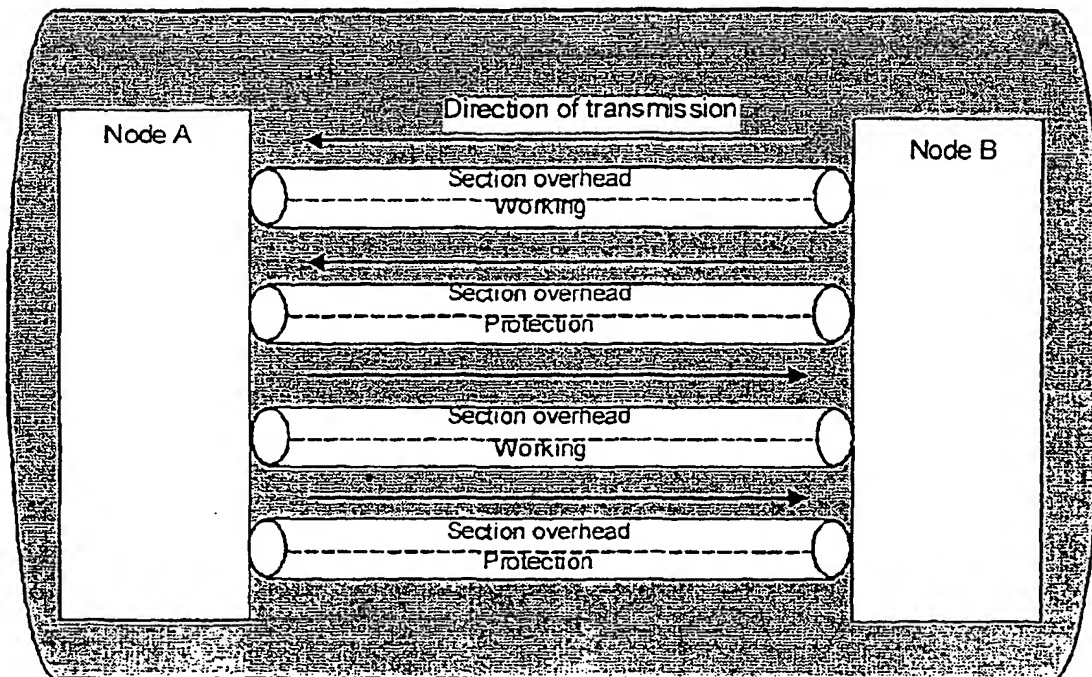 Direction of transmission
Node A
Node B
Section overhead
Working
Section overhead
Protection
Section overhead
Working
Section overhead
Protection